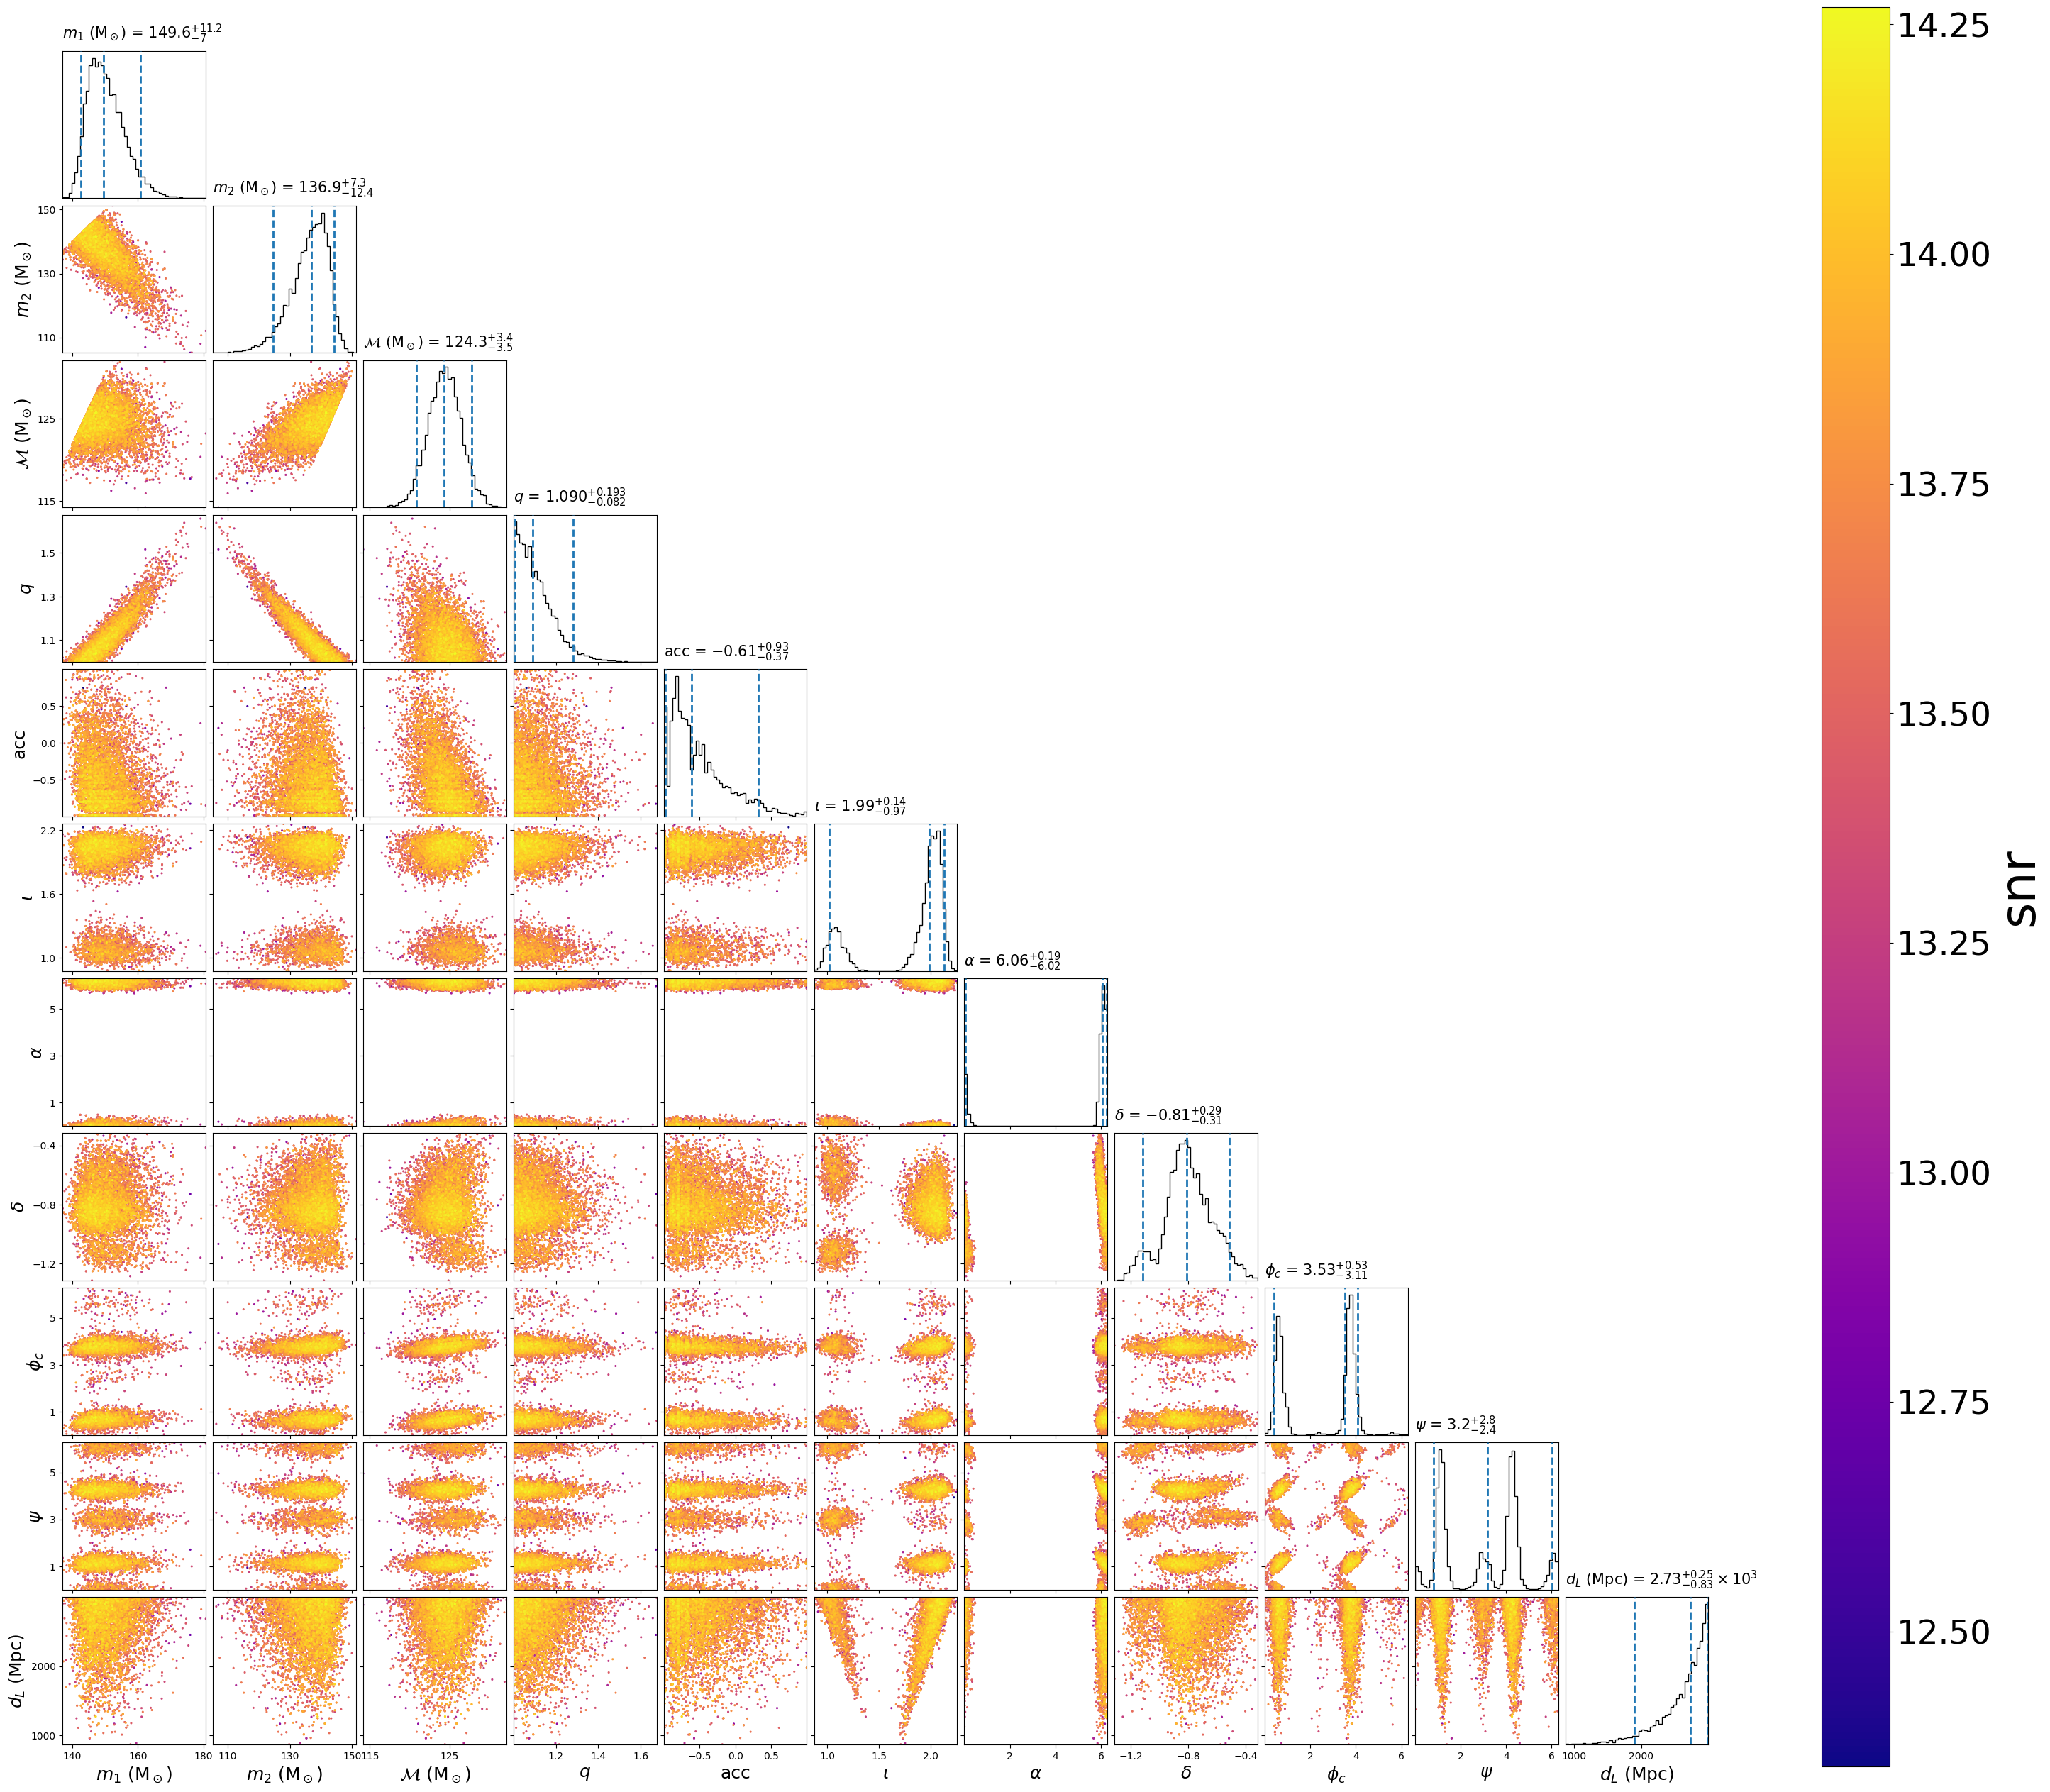 m₁ (M_⊙) = 149.6⁺¹¹·²₋₇
m₂ (M_⊙) = 136.9⁺⁷·³₋₁₂.₄
150
130
110
m₂ (M_⊙)
ℳ (M_⊙) = 124.3⁺³·⁴₋₃.₅
125
115
ℳ (M_⊙)
q = 1.090⁺⁰·¹⁹³₋₀.₀₈₂
1.5
1.3
1.1
q
acc = −0.61⁺⁰·⁹³₋₀.₃₇
0.5
0.0
−0.5
acc
ι = 1.99⁺⁰·¹⁴₋₀.₉₇
2.2
1.6
1.0
ι
α = 6.06⁺⁰·¹⁹₋₆.₀₂
5
3
1
α
δ = −0.81⁺⁰·²⁹₋₀.₃₁
−0.4
−0.8
−1.2
δ
ϕ_c = 3.53⁺⁰·⁵³₋₃.₁₁
5
3
1
ϕ_c
ψ = 3.2⁺²·⁸₋₂.₄
5
3
1
ψ
d_L (Mpc) = 2.73⁺⁰·²⁵₋₀.₈₃ × 10³
2000
1000
d_L (Mpc)
140 160 180 110 130 150 115 125 1.2 1.4 1.6 −0.5 0.0 0.5 1.0 1.5 2.0 2 4 6 −1.2 −0.8 −0.4 2 4 6 2 4 6 1000 2000
m₁ (M_⊙) m₂ (M_⊙) ℳ (M_⊙) q acc ι α δ ϕ_c ψ d_L (Mpc)
14.25
14.00
13.75
13.50
13.25
13.00
12.75
12.50
snr